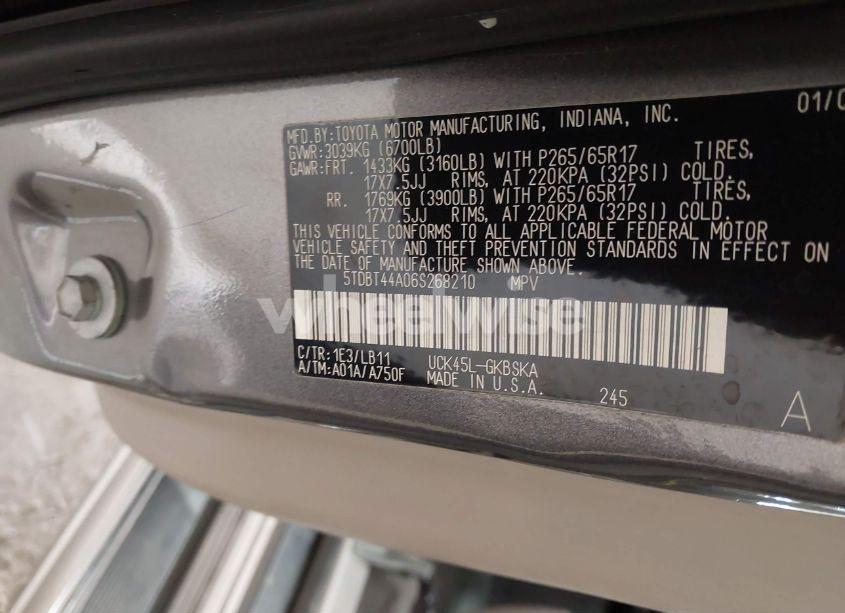 01/0
MFD.BY:TOYOTA MOTOR MANUFACTURING, INDIANA, INC.
GVWR:3039KG (6700LB)
GAWR:FRT. 1433KG (3160LB) WITH P265/65R17 TIRES,
17X7.5JJ RIMS, AT 220KPA (32PSI) COLD.
RR. 1769KG (3900LB) WITH P265/65R17 TIRES,
17X7.5JJ RIMS, AT 220KPA (32PSI) COLD.
THIS VEHICLE CONFORMS TO ALL APPLICABLE FEDERAL MOTOR
VEHICLE SAFETY AND THEFT PREVENTION STANDARDS IN EFFECT ON
THE DATE OF MANUFACTURE SHOWN ABOVE.
5TDBT44A06S268210 MPV
wheelwise
C/TR:1E3/LB11 UCK45L-GKBSKA
A/TM:A01A/A750F MADE IN U.S.A. 245 A